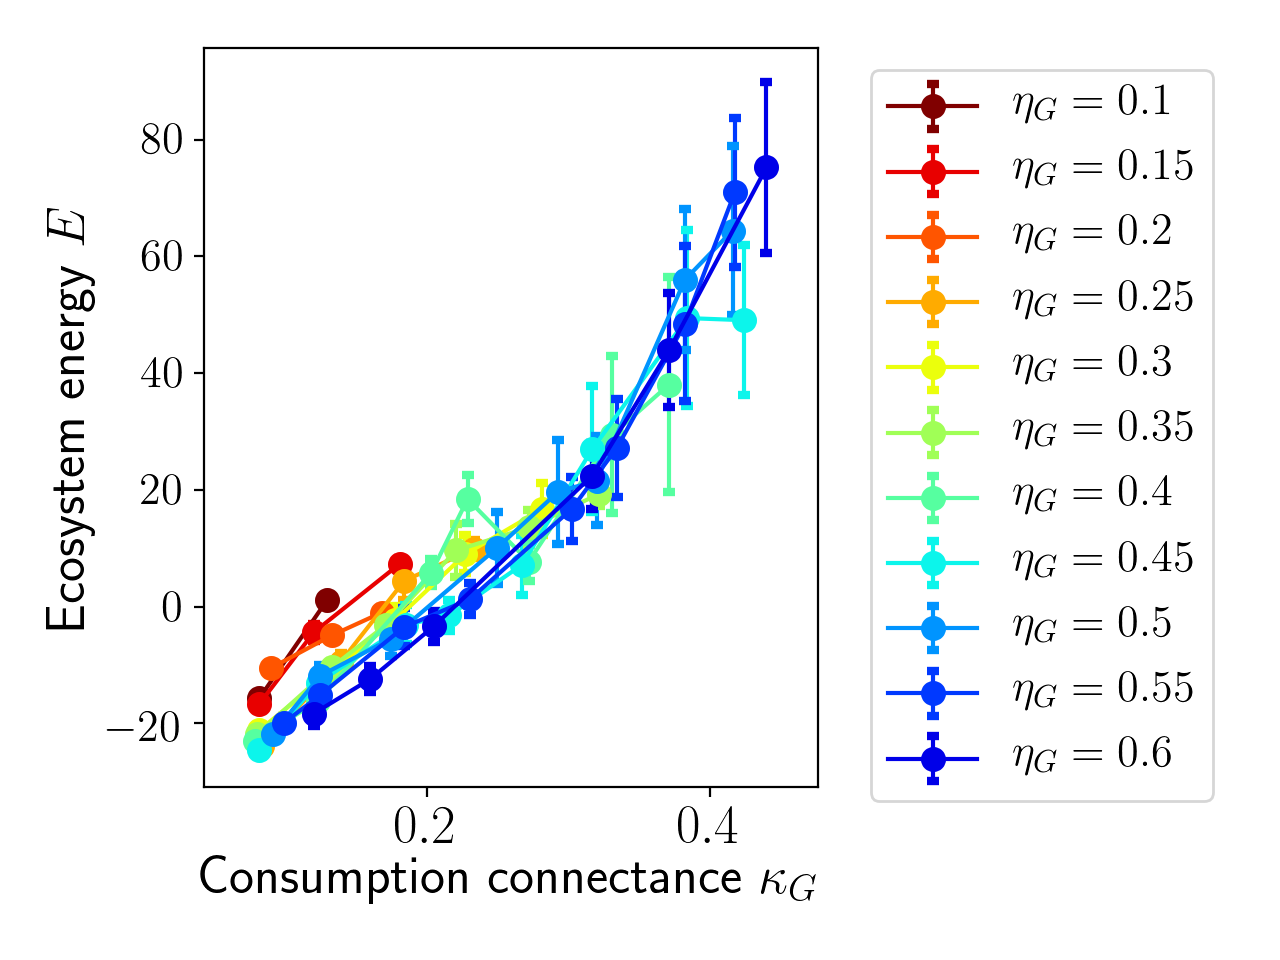 80
60
40
20
0
−20
0.2
0.4
Ecosystem energy E
Consumption connectance κ_G
η_G = 0.1
η_G = 0.15
η_G = 0.2
η_G = 0.25
η_G = 0.3
η_G = 0.35
η_G = 0.4
η_G = 0.45
η_G = 0.5
η_G = 0.55
η_G = 0.6